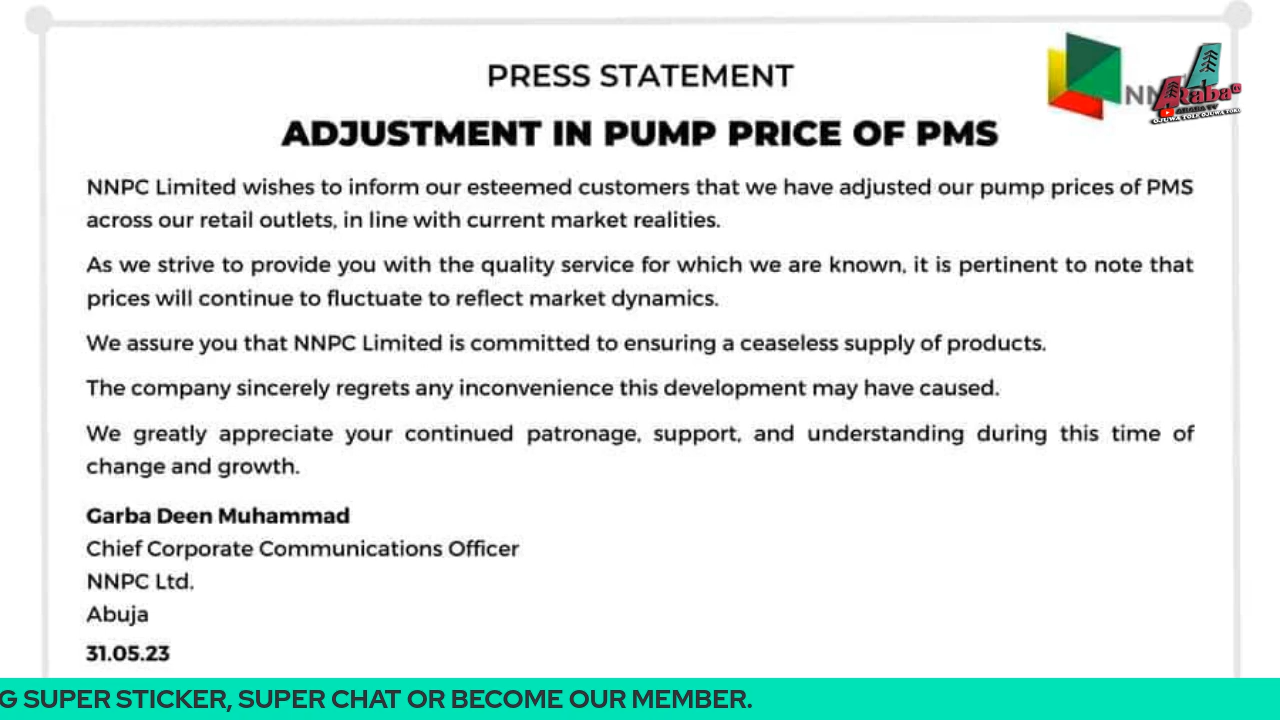 PRESS STATEMENT
ADJUSTMENT IN PUMP PRICE OF PMS
NNPC Limited wishes to inform our esteemed customers that we have adjusted our pump prices of PMS
across our retail outlets, in line with current market realities.
As we strive to provide you with the quality service for which we are known, it is pertinent to note that
prices will continue to fluctuate to reflect market dynamics.
We assure you that NNPC Limited is committed to ensuring a ceaseless supply of products.
The company sincerely regrets any inconvenience this development may have caused.
We greatly appreciate your continued patronage, support, and understanding during this time of
change and growth.
Garba Deen Muhammad
Chief Corporate Communications Officer
NNPC Ltd.
Abuja
31.05.23
G SUPER STICKER, SUPER CHAT OR BECOME OUR MEMBER.